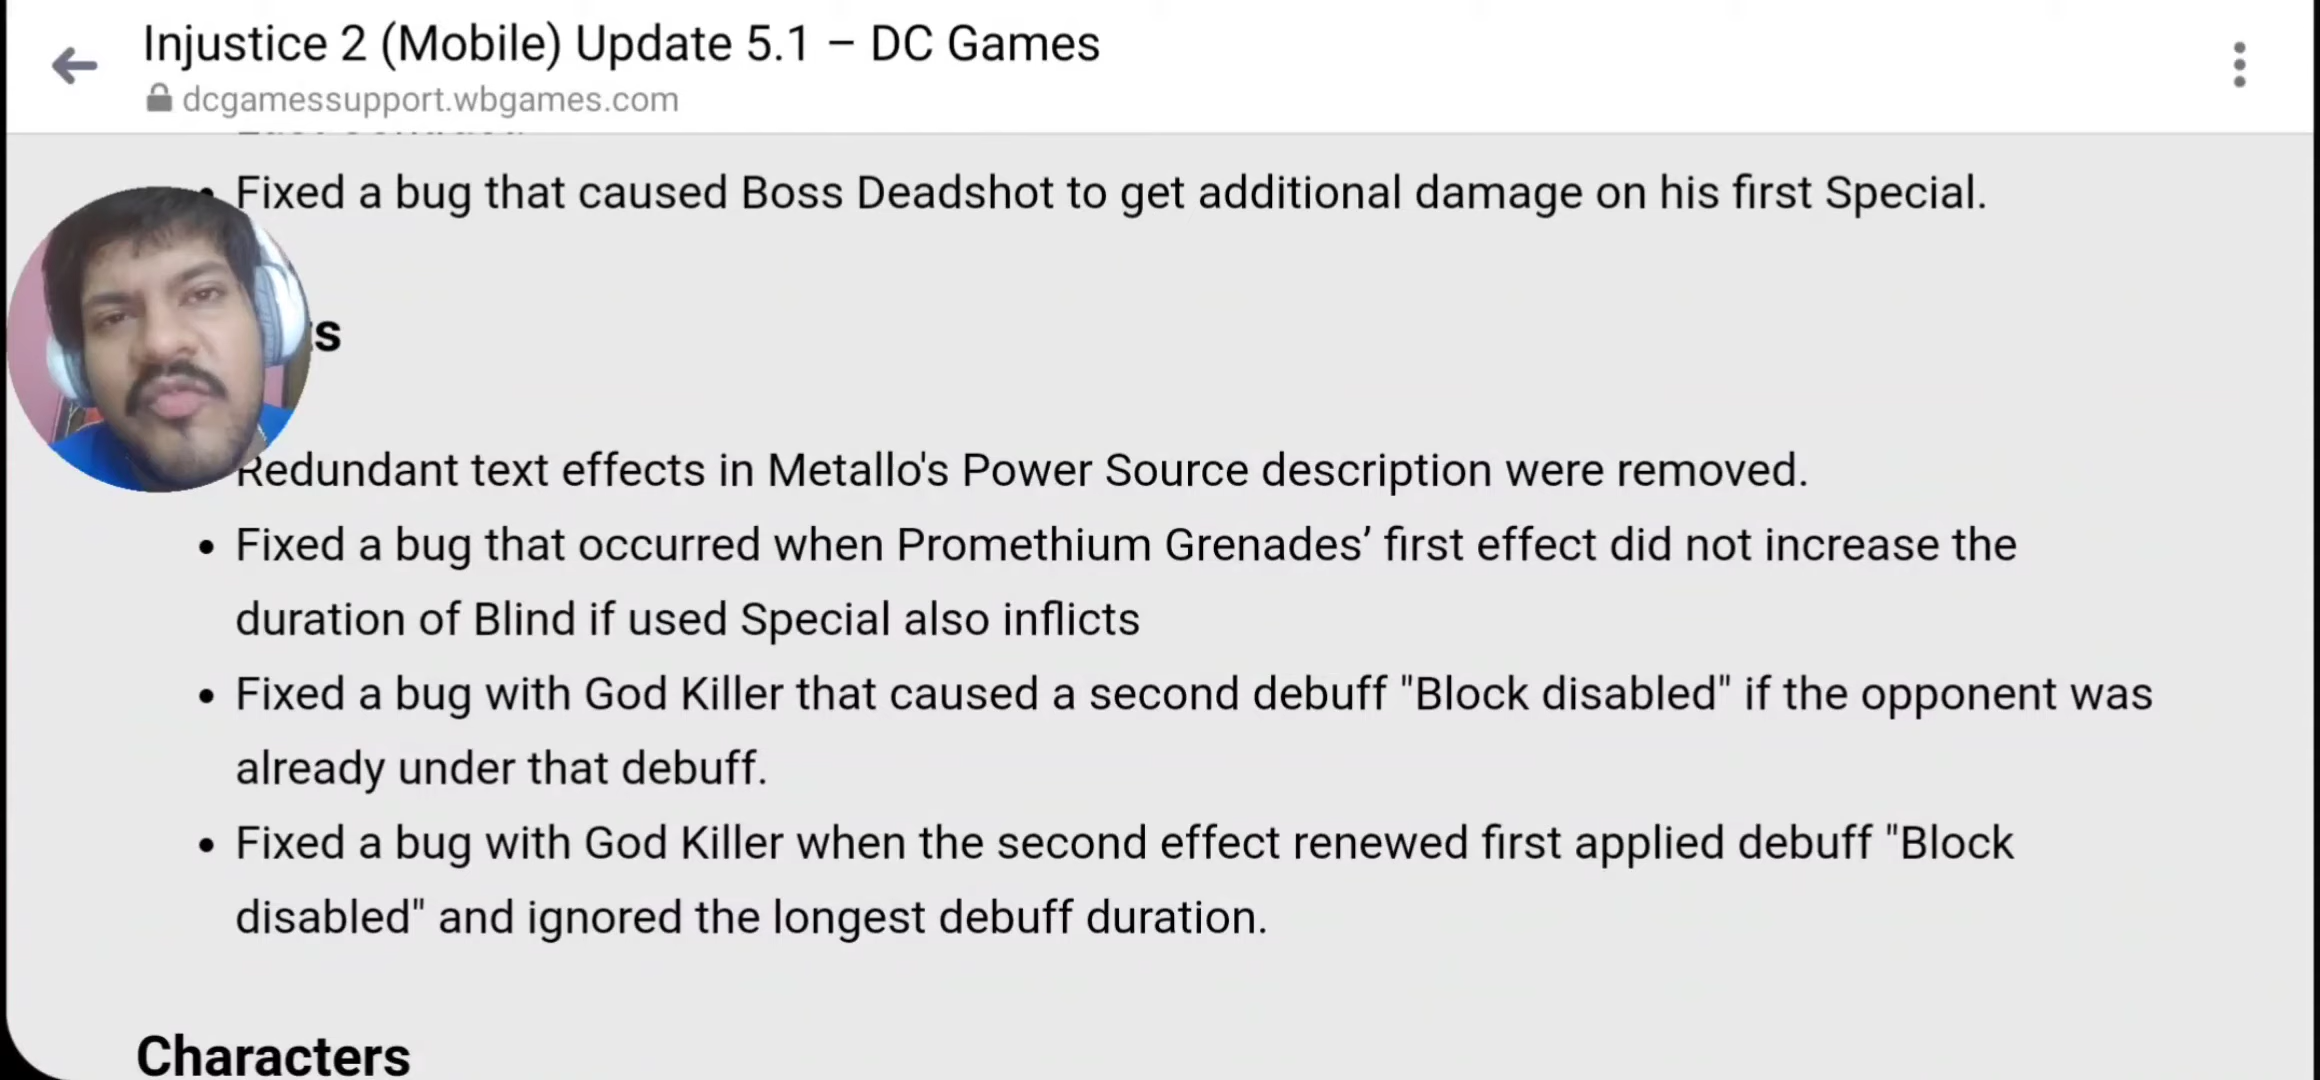 Injustice 2 (Mobile) Update 5.1 – DC Games
dcgamessupport.wbgames.com
• Fixed a bug that caused Boss Deadshot to get additional damage on his first Special.
Redundant text effects in Metallo's Power Source description were removed.
• Fixed a bug that occurred when Promethium Grenades’ first effect did not increase the
duration of Blind if used Special also inflicts
• Fixed a bug with God Killer that caused a second debuff "Block disabled" if the opponent was
already under that debuff.
• Fixed a bug with God Killer when the second effect renewed first applied debuff "Block
disabled" and ignored the longest debuff duration.
Characters